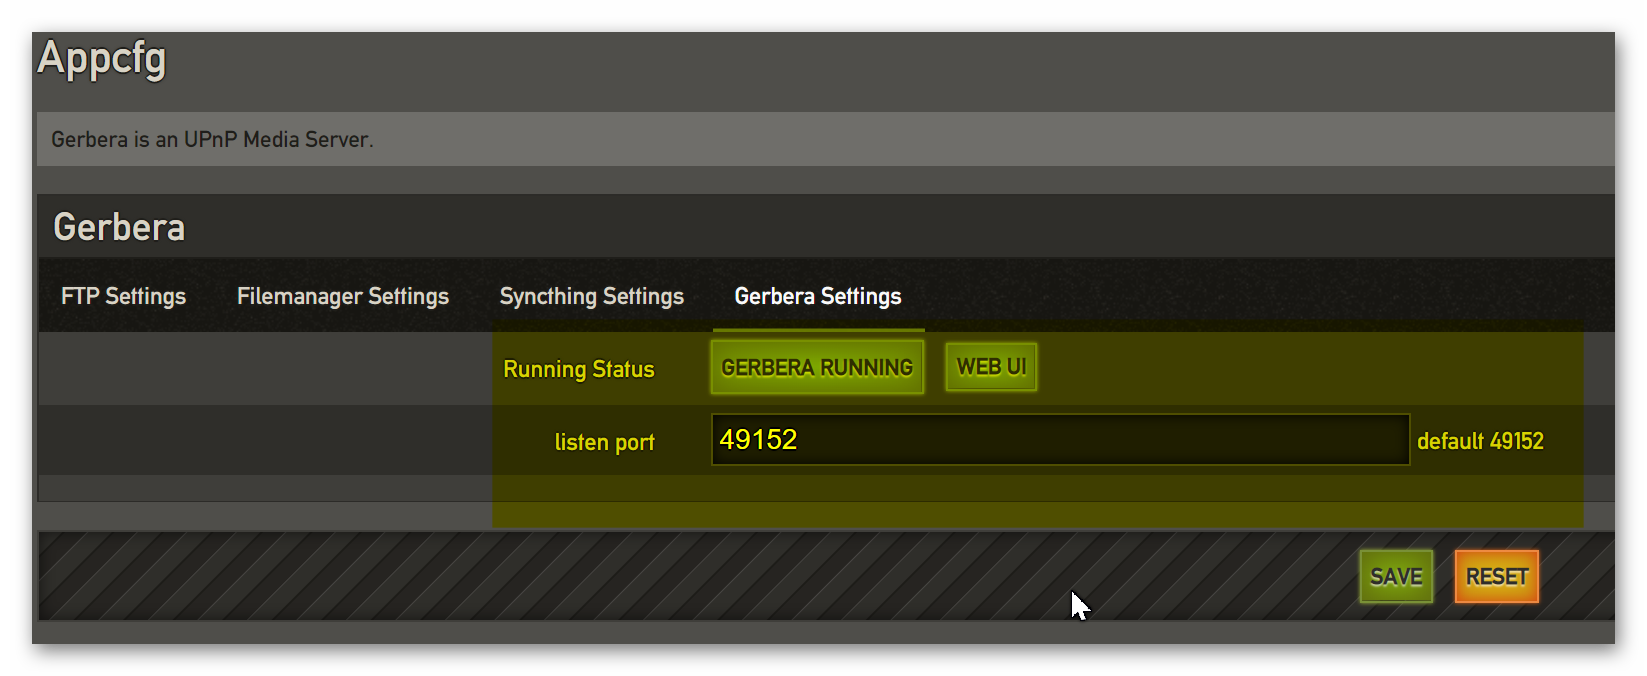 Appcfg
Gerbera is an UPnP Media Server.
Gerbera
FTP Settings Filemanager Settings Syncthing Settings Gerbera Settings
Running Status GERBERA RUNNING WEB UI
listen port 49152 default 49152
SAVE RESET